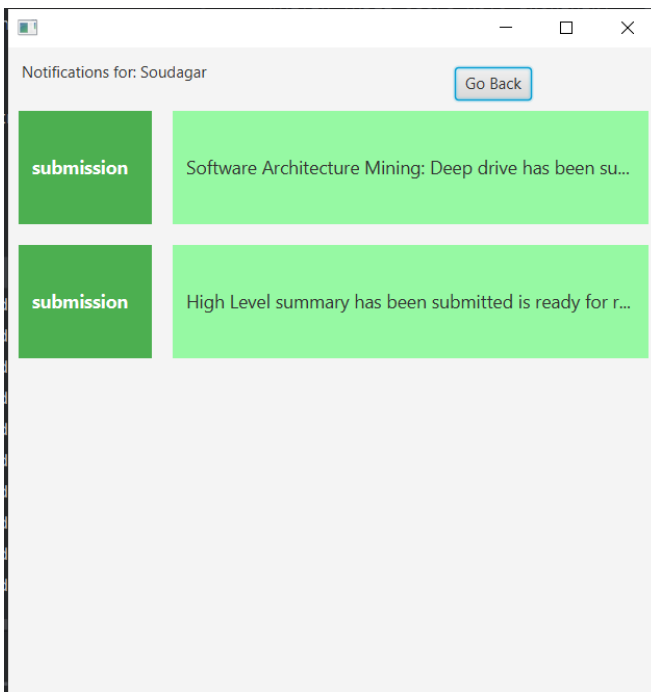 Notifications for: Soudagar
Go Back
submission
Software Architecture Mining: Deep drive has been su...
submission
High Level summary has been submitted is ready for r...